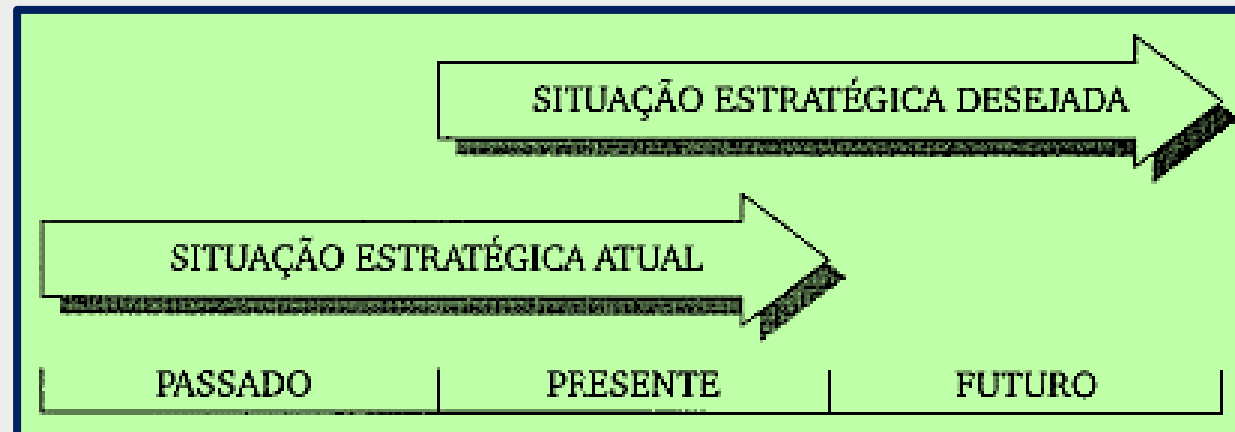 SITUAÇÃO ESTRATÉGICA DESEJADA
SITUAÇÃO ESTRATÉGICA ATUAL
PASSADO PRESENTE FUTURO